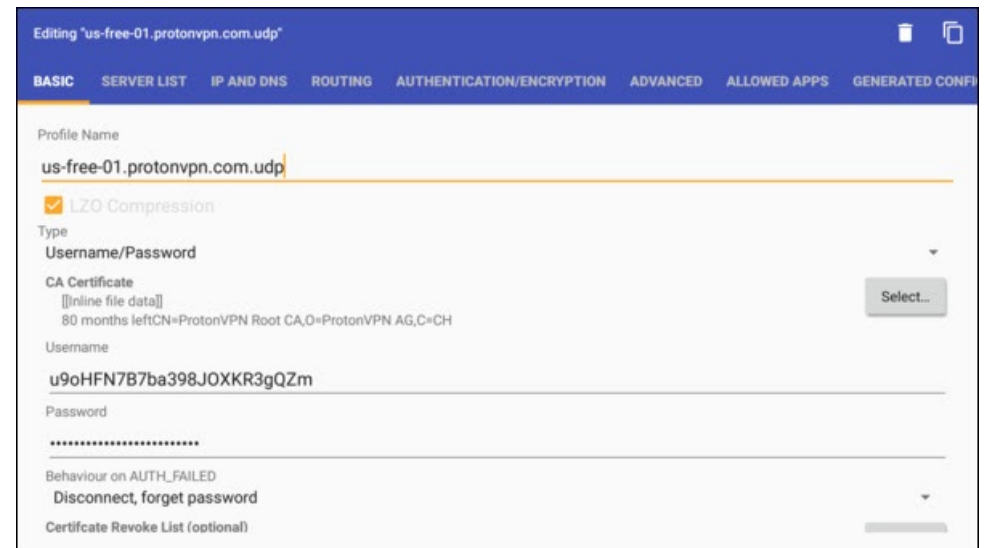 Editing "us-free-01.protonvpn.com.udp"
BASIC SERVER LIST IP AND DNS ROUTING AUTHENTICATION/ENCRYPTION ADVANCED ALLOWED APPS GENERATED CONFI
Profile Name
us-free-01.protonvpn.com.udp
LZO Compression
Type
Username/Password
CA Certificate
[[Inline file data]]
Select...
80 months leftCN=ProtonVPN Root CA,O=ProtonVPN AG,C=CH
Username
u9oHFN7B7ba398JOXKR3gQZm
Password
Behaviour on AUTH_FAILED
Disconnect, forget password
Certifcate Revoke List (optional)